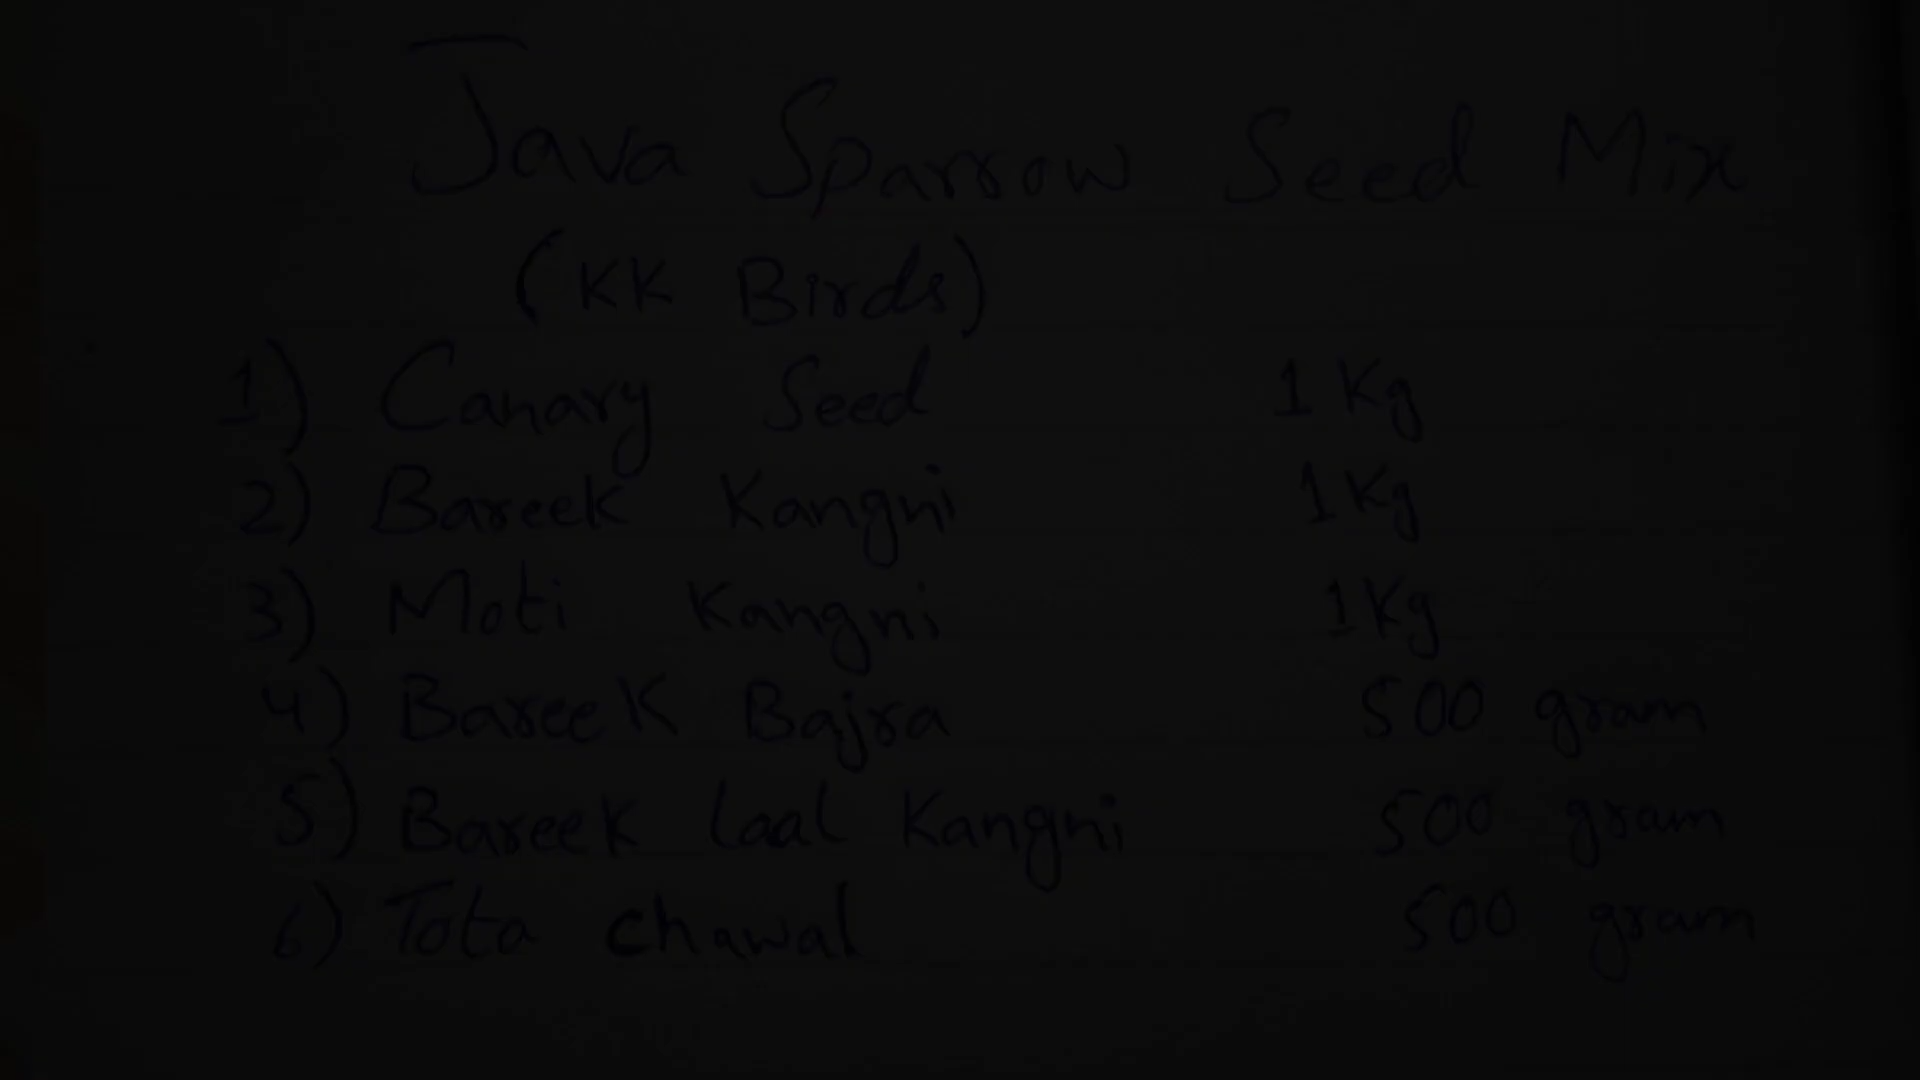 Java Sparrow Seed Mix
(KK Birds)
1) Canary Seed 1 Kg
2) Bareek Kangni 1 Kg
3) Moti Kangni 1 Kg
4) Bareek Bajra 500 gram
5) Bareek Laal Kangni 500 gram
6) Tota chawal 500 gram